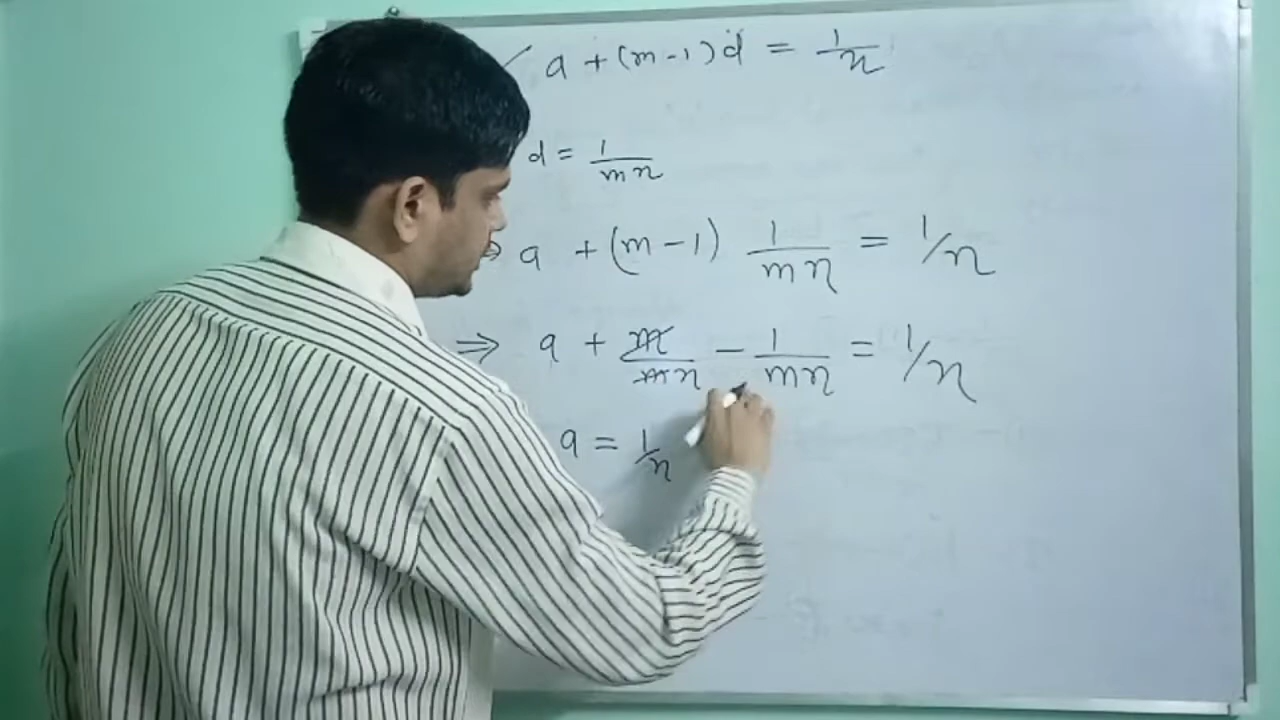 a + (m-1)d = 1/n
d = 1/mn
⇒ a + (m-1) 1/mn = 1/n
⇒ a + m/mn - 1/mn = 1/n
a = 1/n